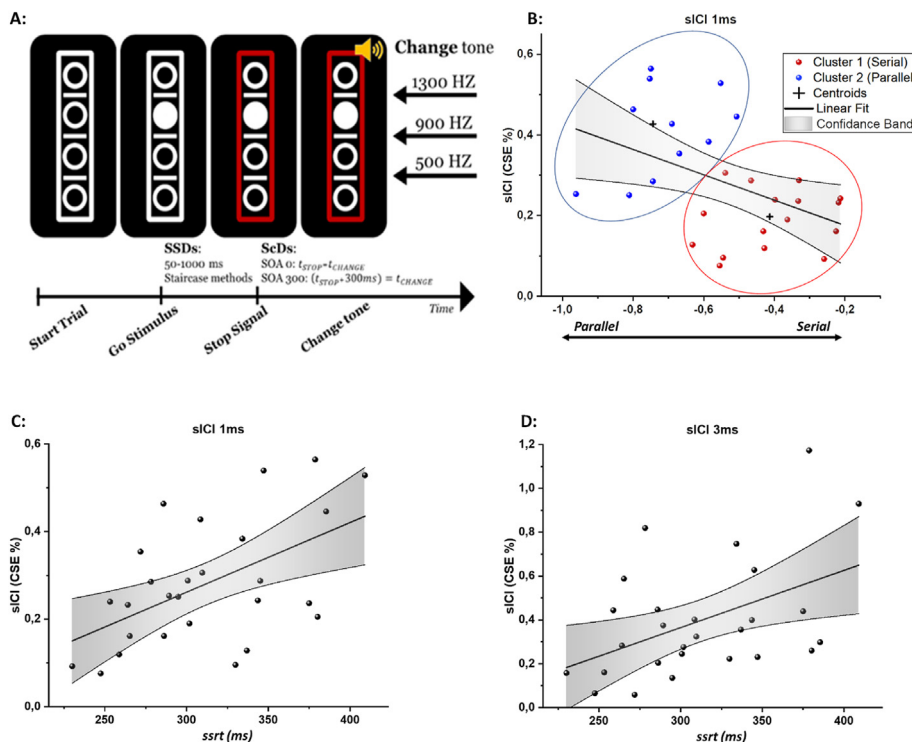 A:
Change tone
1300 HZ
900 HZ
500 HZ
SSDs:
50-1000 ms
Staircase methods
ScDs:
SOA 0: tSTOP=tCHANGE
SOA 300: (tSTOP+300ms) = tCHANGE
Time
Start Trial
Go Stimulus
Stop Signal
Change tone
B:
sICI 1ms
sICI (CSE %)
0,6
0,4
0,2
0,0
Cluster 1 (Serial)
Cluster 2 (Parallel
Centroids
Linear Fit
Confidance Band
-1,0
-0,8
-0,6
-0,4
-0,2
Parallel
Serial
C:
sICI 1ms
sICI (CSE %)
0,6
0,4
0,2
0,0
250
300
350
400
ssrt (ms)
D:
sICI 3ms
sICI (CSE %)
1,2
1,0
0,8
0,6
0,4
0,2
0,0
250
300
350
400
ssrt (ms)